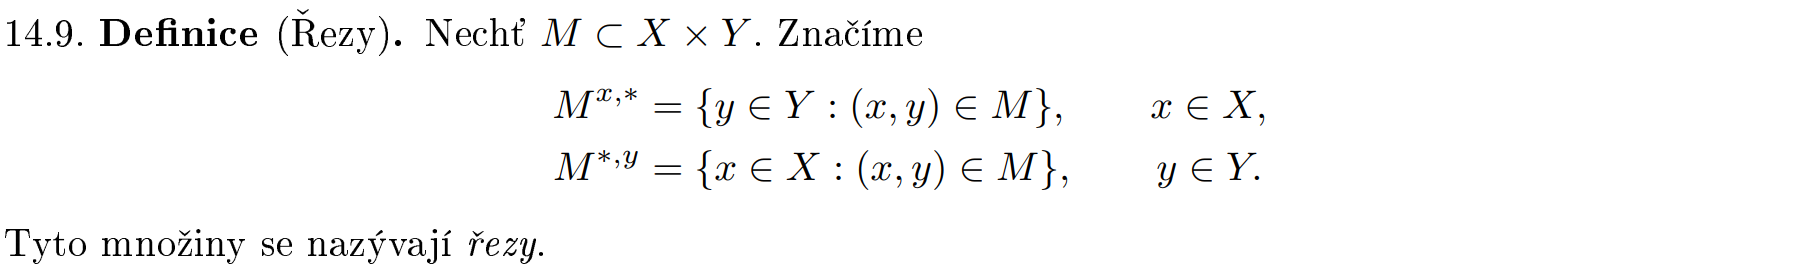 14.9. Definice (Řezy). Nechť M ⊂ X × Y. Značíme
M^{x,*} = {y ∈ Y : (x, y) ∈ M}, x ∈ X,
M^{*,y} = {x ∈ X : (x, y) ∈ M}, y ∈ Y.
Tyto množiny se nazývají řezy.